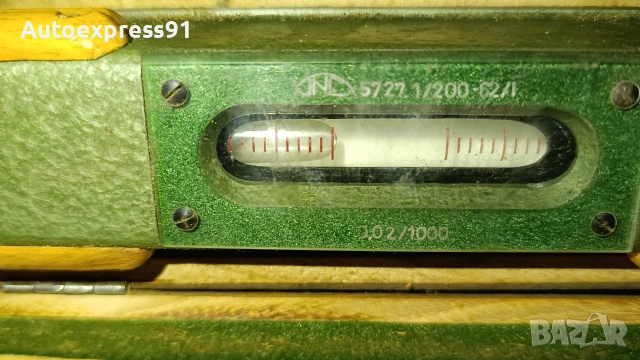 Autoexpress91
5727 1/200-62/1
0.02/1000
BAZAR